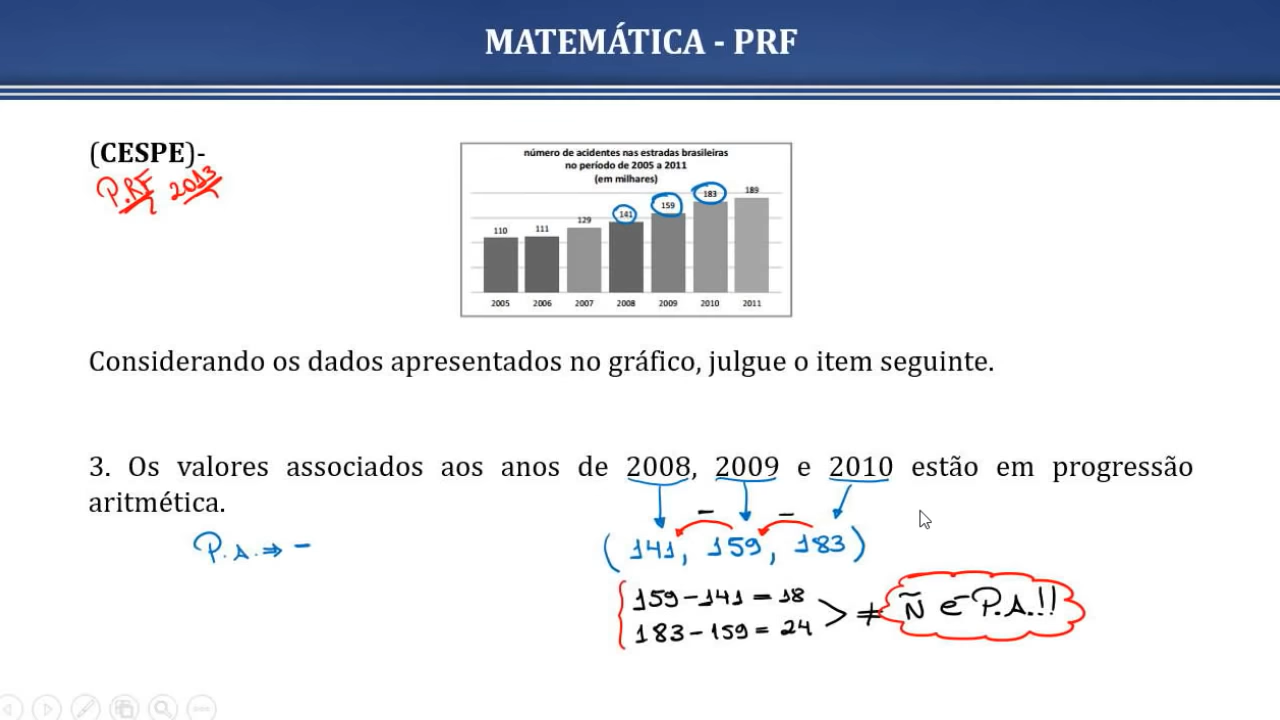 MATEMÁTICA - PRF
(CESPE)-
P.RF 2013
número de acidentes nas estradas brasileiras
no período de 2005 a 2011
(em milhares)
110 111 129 141 159 183 189
2005 2006 2007 2008 2009 2010 2011
Considerando os dados apresentados no gráfico, julgue o item seguinte.
3. Os valores associados aos anos de 2008, 2009 e 2010 estão em progressão
aritmética.
- -
P.A. ⇒ -
(141, 159, 183)
159-141 = 18
183-159 = 24
> ≠ Ñ é P.A.!!